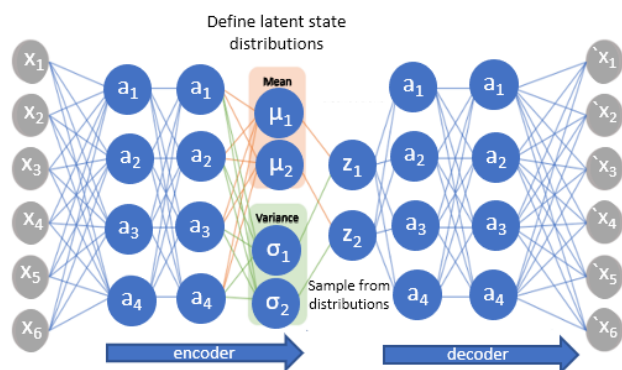 Define latent state
distributions
x1
x2
x3
x4
x5
x6
a1
a2
a3
a4
a1
a2
a3
a4
Mean
μ1
μ2
Variance
σ1
σ2
z1
z2
Sample from
distributions
a1
a2
a3
a4
a1
a2
a3
a4
`x1
`x2
`x3
`x4
`x5
`x6
encoder
decoder